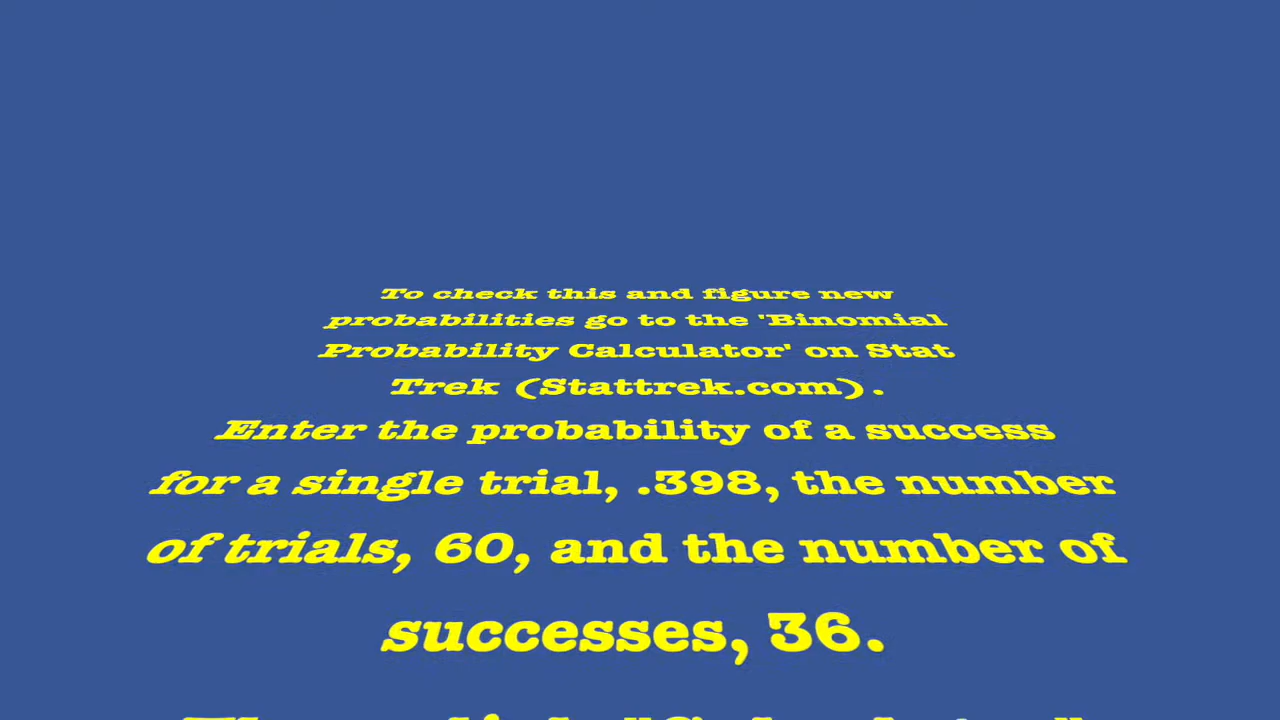 To check this and figure new
probabilities go to the 'Binomial
Probability Calculator' on Stat
Trek (Stattrek.com).
Enter the probability of a success
for a single trial, .398, the number
of trials, 60, and the number of
successes, 36.